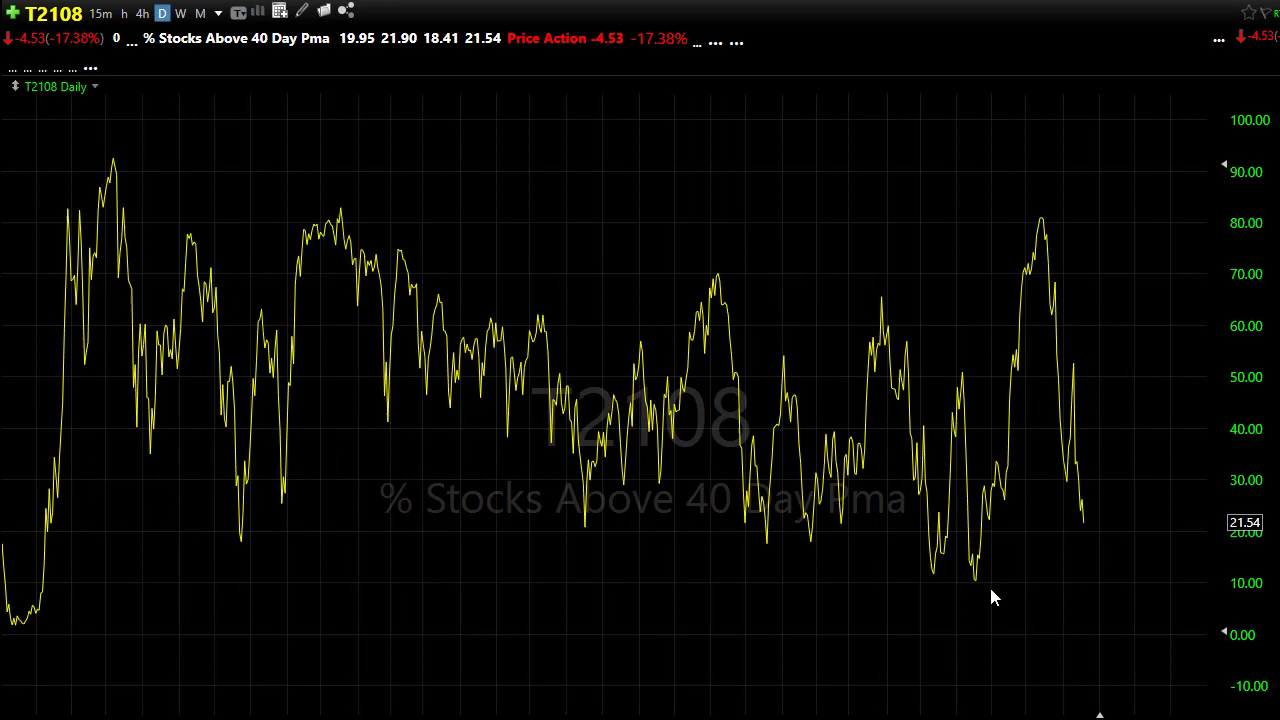 T2108 15m h 4h D W M T
-4.53(-17.38%) 0 ... % Stocks Above 40 Day Pma 19.95 21.90 18.41 21.54 Price Action -4.53 -17.38% ... ... ... ... -4.53(
... ... ... ... ... ...
T2108 Daily
100.00
90.00
80.00
70.00
60.00
50.00
T2108
40.00
30.00
% Stocks Above 40 Day Pma
21.54
20.00
10.00
0.00
-10.00